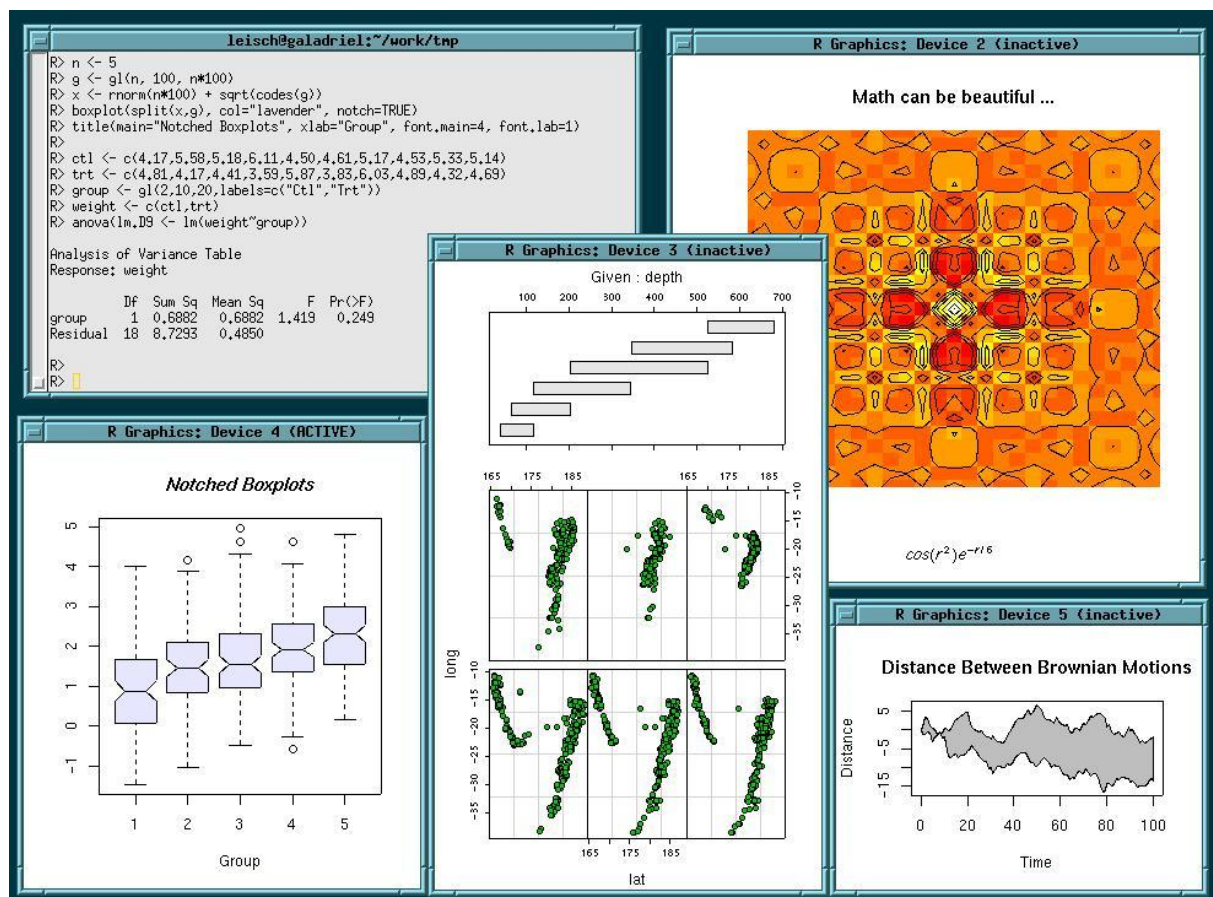 leisch@galadriel:~/work/tmp
R> n <- 5
R> g <- gl(n, 100, n*100)
R> x <- rnorm(n*100) + sqrt(codes(g))
R> boxplot(split(x,g), col="lavender", notch=TRUE)
R> title(main="Notched Boxplots", xlab="Group", font.main=4, font.lab=1)
R>
R> ctl <- c(4.17,5.58,5.18,6.11,4.50,4.61,5.17,4.53,5.33,5.14)
R> trt <- c(4.81,4.17,4.41,3.59,5.87,3.83,6.03,4.89,4.32,4.69)
R> group <- gl(2,10,20,labels=c("Ctl","Trt"))
R> weight <- c(ctl,trt)
R> anova(lm.D9 <- lm(weight~group))
Analysis of Variance Table
Response: weight
Df Sum Sq Mean Sq F Pr(>F)
group 1 0.6882 0.6882 1.419 0.249
Residual 18 8.7293 0.4850
R>
R>
R Graphics: Device 2 (inactive)
Math can be beautiful ...
cos(r²)e^{-r/6}
R Graphics: Device 3 (inactive)
Given : depth
100 200 300 400 500 600 700
165 175 185 165 175 185
-10
-15
-20
-25
-30
-35
long
-10
-15
-20
-25
-30
-35
165 175 185
lat
R Graphics: Device 4 (ACTIVE)
Notched Boxplots
5
4
3
2
1
0
-1
1 2 3 4 5
Group
R Graphics: Device 5 (inactive)
Distance Between Brownian Motions
Distance
5
-5
-15
0 20 40 60 80 100
Time